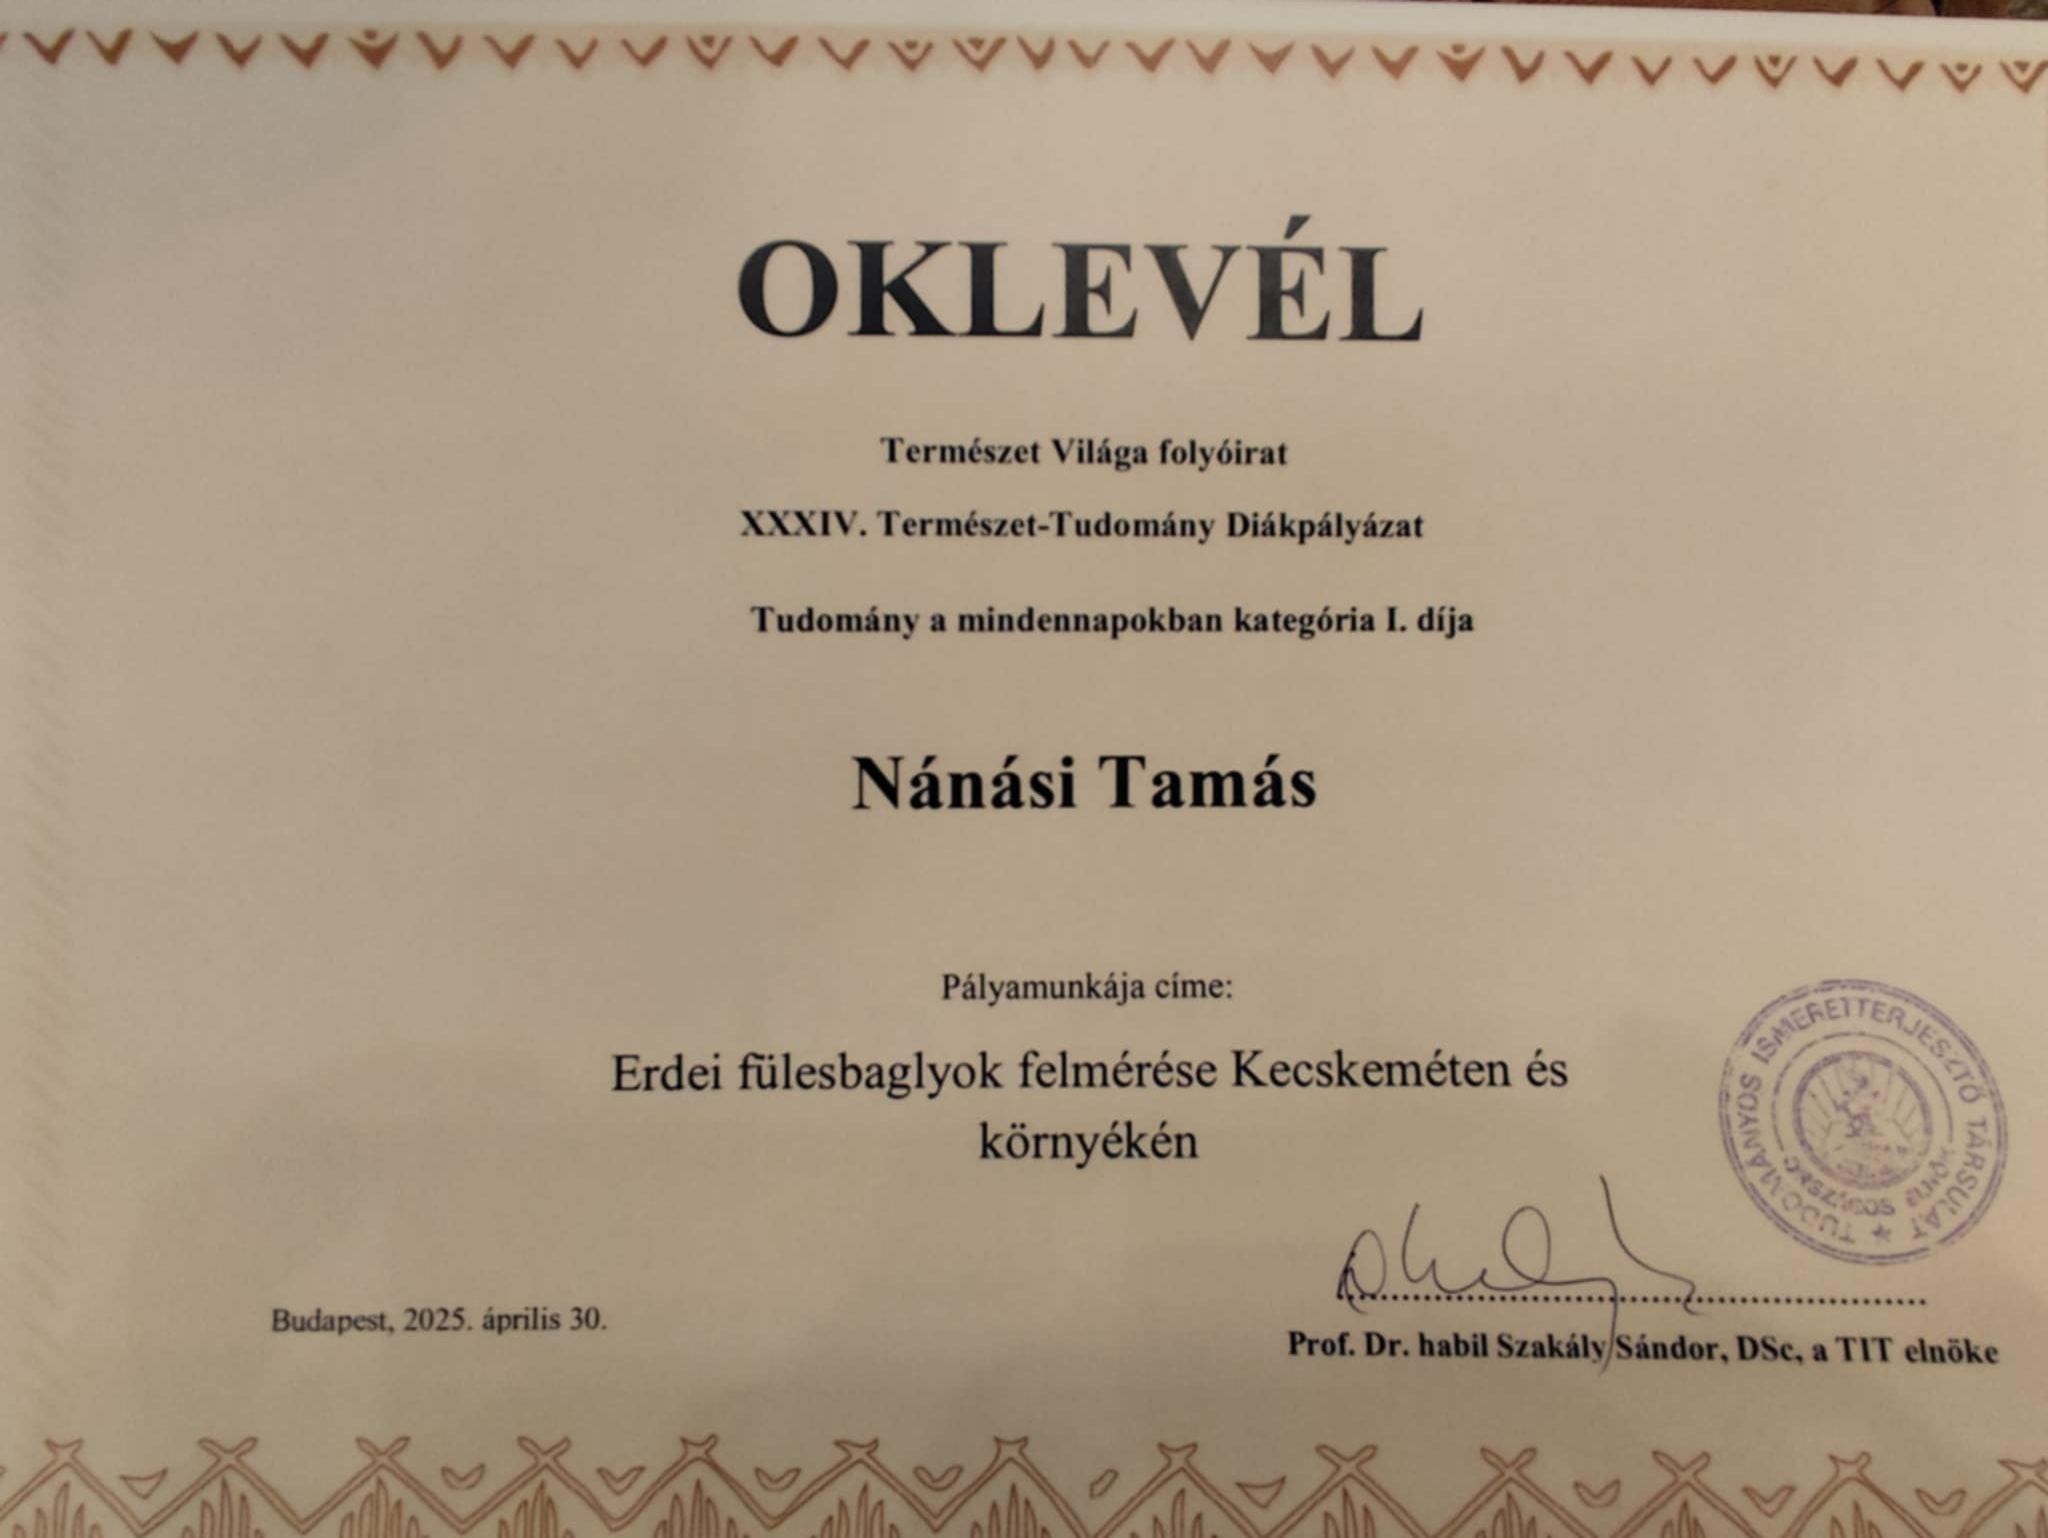 OKLEVÉL
Természet Világa folyóirat
XXXIV. Természet-Tudomány Diákpályázat
Tudomány a mindennapokban kategória I. díja
Nánási Tamás
Pályamunkája címe:
Erdei fülesbaglyok felmérése Kecskeméten és
környékén
TUDOMÁNYOS ISMERETTERJESZTŐ TÁRSULAT
Budapest, 2025. április 30.
Prof. Dr. habil Szakály Sándor, DSc, a TIT elnöke